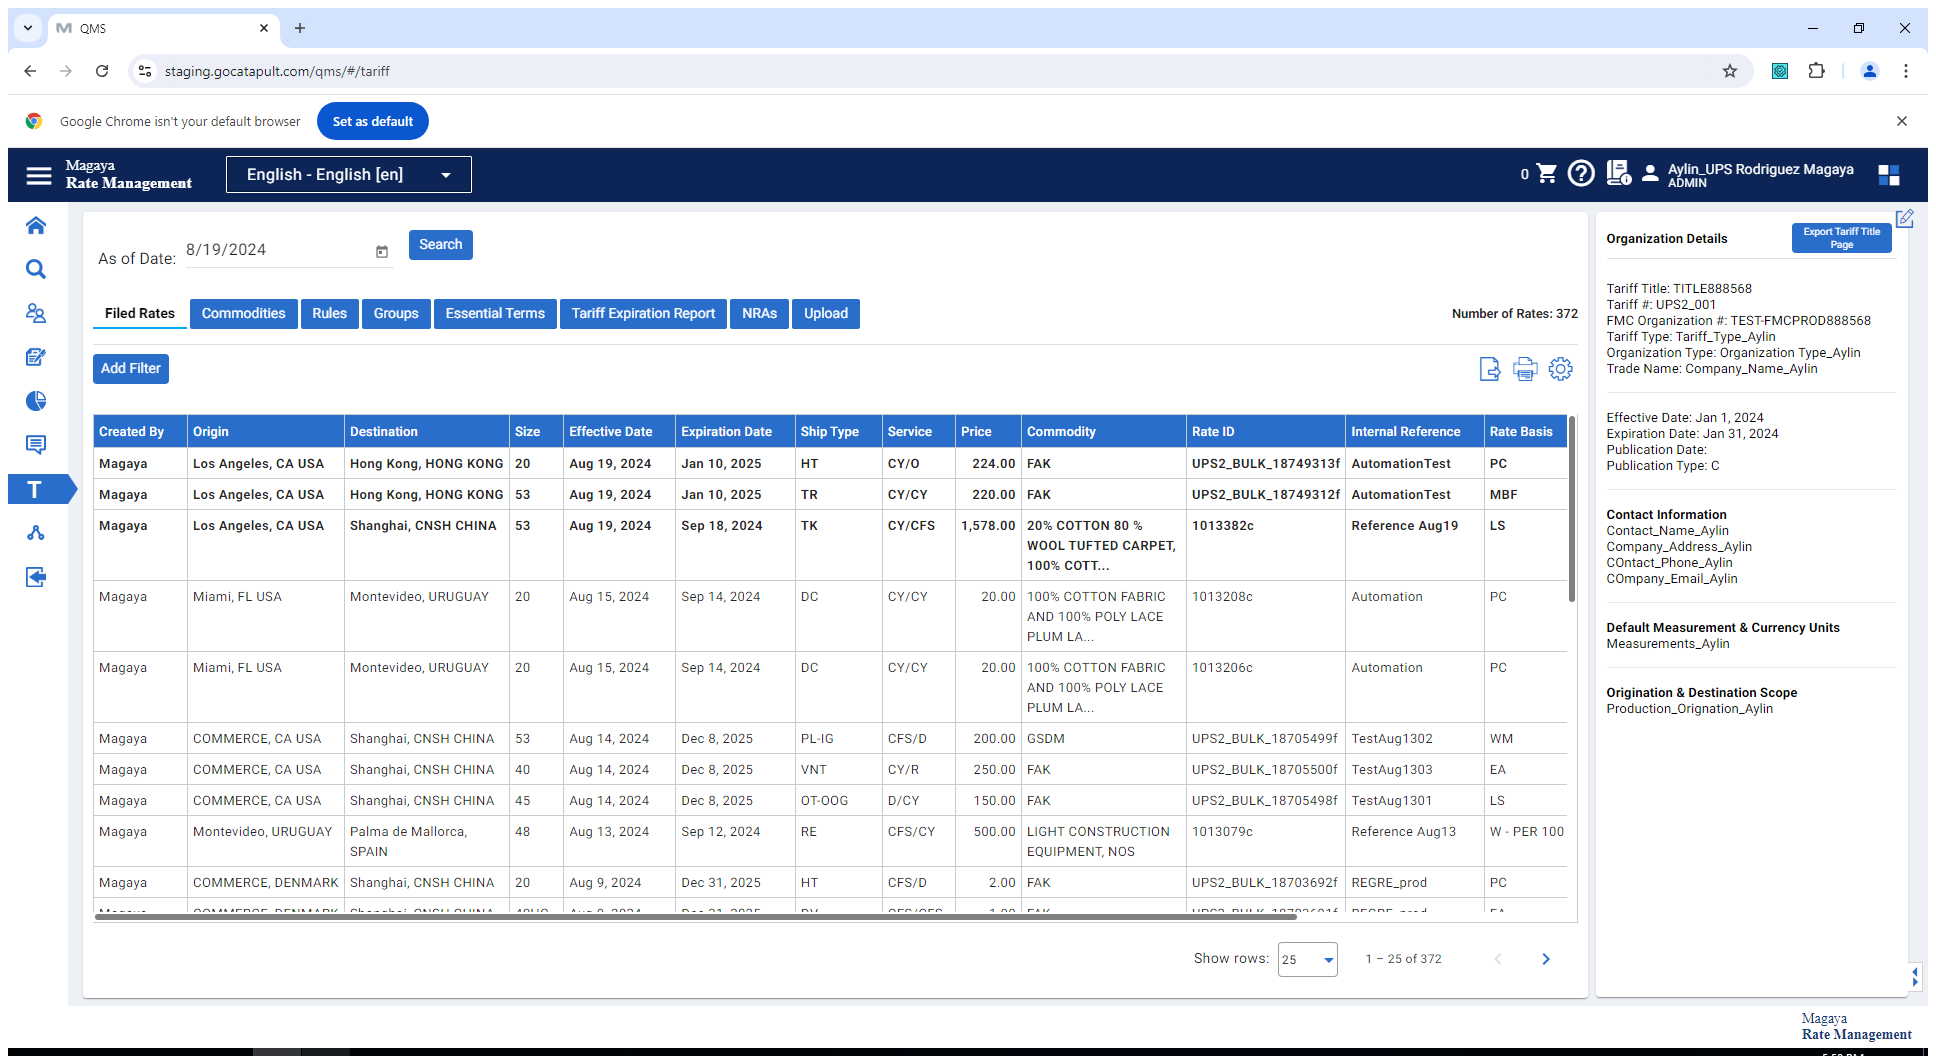 QMS
staging.gocatapult.com/qms/#/tariff
Google Chrome isn't your default browser
Set as default
Magaya
Rate Management
English - English [en]
0
Aylin_UPS Rodriguez Magaya
ADMIN
As of Date: 8/19/2024
Search
Filed Rates Commodities Rules Groups Essential Terms Tariff Expiration Report NRAs Upload
Number of Rates: 372
Add Filter
Created By Origin Destination Size Effective Date Expiration Date Ship Type Service Price Commodity Rate ID Internal Reference Rate Basis
Magaya Los Angeles, CA USA Hong Kong, HONG KONG 20 Aug 19, 2024 Jan 10, 2025 HT CY/O 224.00 FAK UPS2_BULK_18749313f AutomationTest PC
Magaya Los Angeles, CA USA Hong Kong, HONG KONG 53 Aug 19, 2024 Jan 10, 2025 TR CY/CY 220.00 FAK UPS2_BULK_18749312f AutomationTest MBF
Magaya Los Angeles, CA USA Shanghai, CNSH CHINA 53 Aug 19, 2024 Sep 18, 2024 TK CY/CFS 1,578.00 20% COTTON 80 % 1013382c Reference Aug19 LS
WOOL TUFTED CARPET,
100% COTT...
Magaya Miami, FL USA Montevideo, URUGUAY 20 Aug 15, 2024 Sep 14, 2024 DC CY/CY 20.00 100% COTTON FABRIC 1013208c Automation PC
AND 100% POLY LACE
PLUM LA...
Magaya Miami, FL USA Montevideo, URUGUAY 20 Aug 15, 2024 Sep 14, 2024 DC CY/CY 20.00 100% COTTON FABRIC 1013206c Automation PC
AND 100% POLY LACE
PLUM LA...
Magaya COMMERCE, CA USA Shanghai, CNSH CHINA 53 Aug 14, 2024 Dec 8, 2025 PL-IG CFS/D 200.00 GSDM UPS2_BULK_18705499f TestAug1302 WM
Magaya COMMERCE, CA USA Shanghai, CNSH CHINA 40 Aug 14, 2024 Dec 8, 2025 VNT CY/R 250.00 FAK UPS2_BULK_18705500f TestAug1303 EA
Magaya COMMERCE, CA USA Shanghai, CNSH CHINA 45 Aug 14, 2024 Dec 8, 2025 OT-OOG D/CY 150.00 FAK UPS2_BULK_18705498f TestAug1301 LS
Magaya Montevideo, URUGUAY Palma de Mallorca, 48 Aug 13, 2024 Sep 12, 2024 RE CFS/CY 500.00 LIGHT CONSTRUCTION 1013079c Reference Aug13 W - PER 100
SPAIN EQUIPMENT, NOS
Magaya COMMERCE, DENMARK Shanghai, CNSH CHINA 20 Aug 9, 2024 Dec 31, 2025 HT CFS/D 2.00 FAK UPS2_BULK_18703692f REGRE_prod PC
Show rows: 25 1 – 25 of 372
Organization Details
Export Tariff Title
Page
Tariff Title: TITLE888568
Tariff #: UPS2_001
FMC Organization #: TEST-FMCPROD888568
Tariff Type: Tariff_Type_Aylin
Organization Type: Organization Type_Aylin
Trade Name: Company_Name_Aylin
Effective Date: Jan 1, 2024
Expiration Date: Jan 31, 2024
Publication Date:
Publication Type: C
Contact Information
Contact_Name_Aylin
Company_Address_Aylin
COntact_Phone_Aylin
COmpany_Email_Aylin
Default Measurement & Currency Units
Measurements_Aylin
Origination & Destination Scope
Production_Orignation_Aylin
Magaya
Rate Management